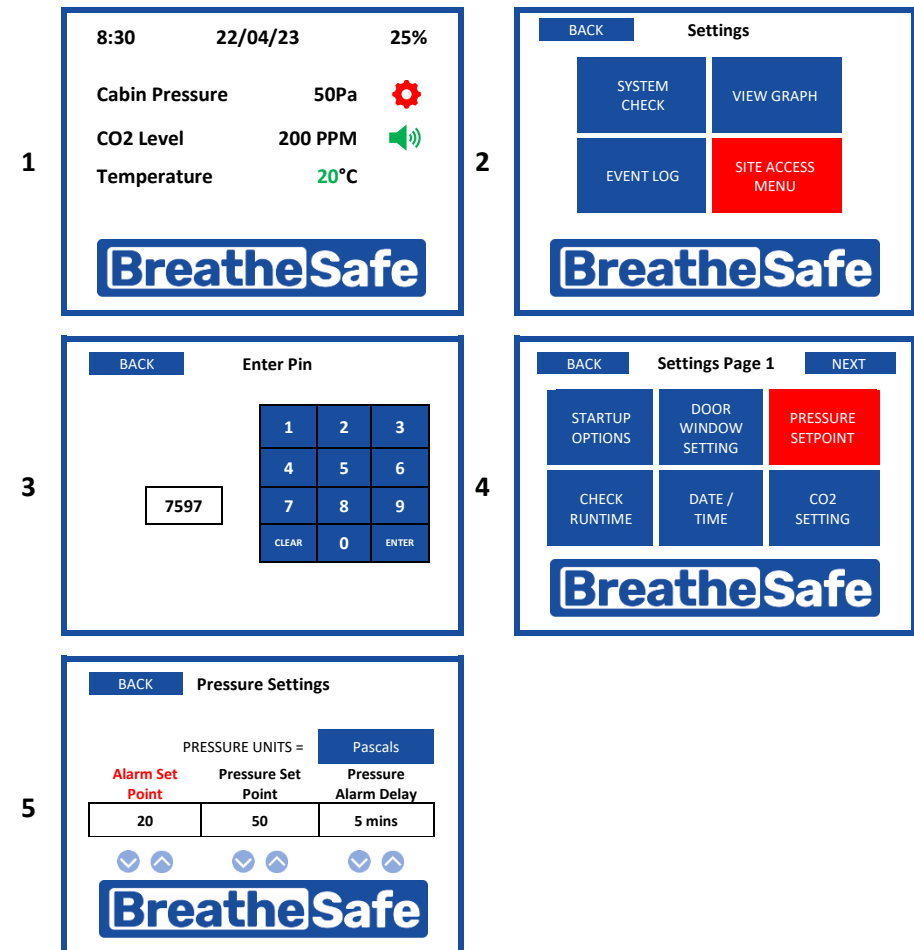 1
8:30 22/04/23 25%
Cabin Pressure 50Pa
CO2 Level 200 PPM
Temperature 20°C
BreatheSafe
2
BACK Settings
SYSTEM
CHECK
VIEW GRAPH
EVENT LOG
SITE ACCESS
MENU
BreatheSafe
3
BACK Enter Pin
7597
1 2 3
4 5 6
7 8 9
CLEAR 0 ENTER
4
BACK Settings Page 1 NEXT
STARTUP
OPTIONS
DOOR
WINDOW
SETTING
PRESSURE
SETPOINT
CHECK
RUNTIME
DATE /
TIME
CO2
SETTING
BreatheSafe
5
BACK Pressure Settings
PRESSURE UNITS = Pascals
Alarm Set
Point
Pressure Set
Point
Pressure
Alarm Delay
20 50 5 mins
BreatheSafe